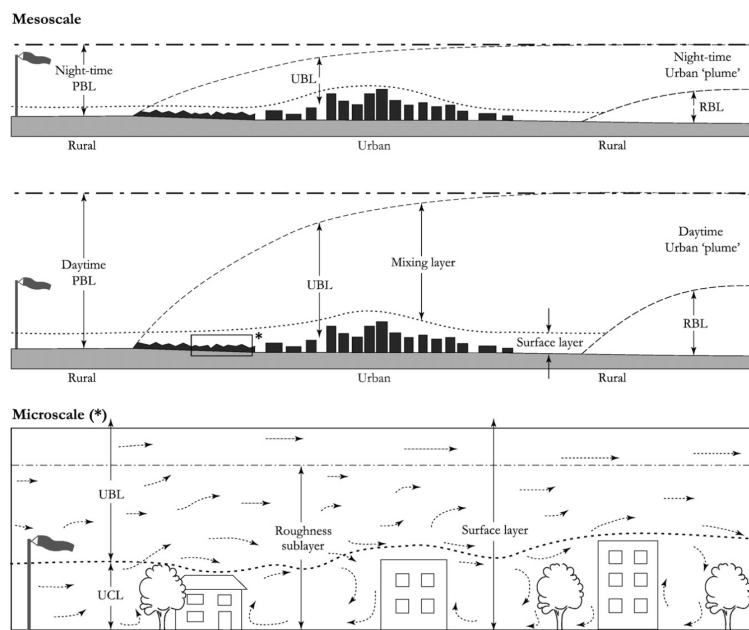 Mesoscale
Night-time
PBL
UBL
Night-time
Urban ‘plume’
RBL
Rural
Urban
Rural
Daytime
PBL
UBL
Mixing layer
Daytime
Urban ‘plume’
*
Surface layer
RBL
Rural
Urban
Rural
Microscale (*)
UBL
Roughness
sublayer
Surface layer
UCL